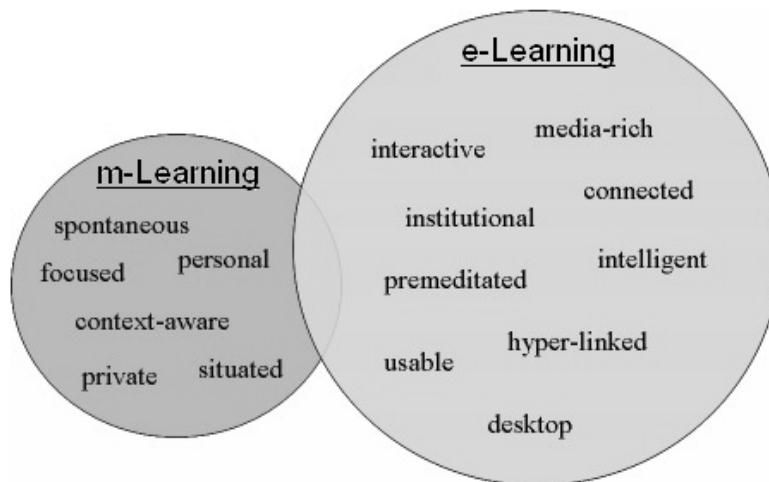 e-Learning
media-rich
interactive
connected
institutional
intelligent
premeditated
hyper-linked
usable
desktop
m-Learning
spontaneous
personal
focused
context-aware
situated
private